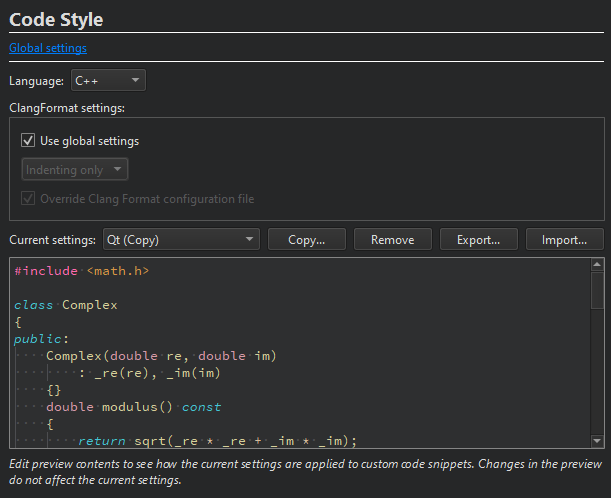 Code Style
Global settings
Language: C++
ClangFormat settings:
Use global settings
Indenting only
Override Clang Format configuration file
Current settings: Qt (Copy) Copy... Remove Export... Import...
#include <math.h>
class Complex
{
public:
    Complex(double re, double im)
        : _re(re), _im(im)
    {}
    double modulus() const
    {
        return sqrt(_re * _re + _im * _im);
Edit preview contents to see how the current settings are applied to custom code snippets. Changes in the preview
do not affect the current settings.